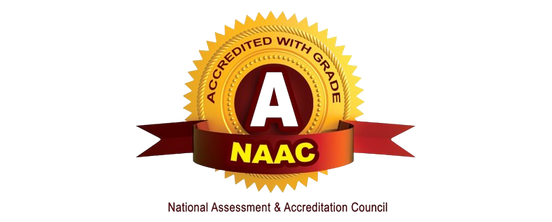 ACCREDITED WITH GRADE
A
NAAC
National Assessment & Accreditation Council